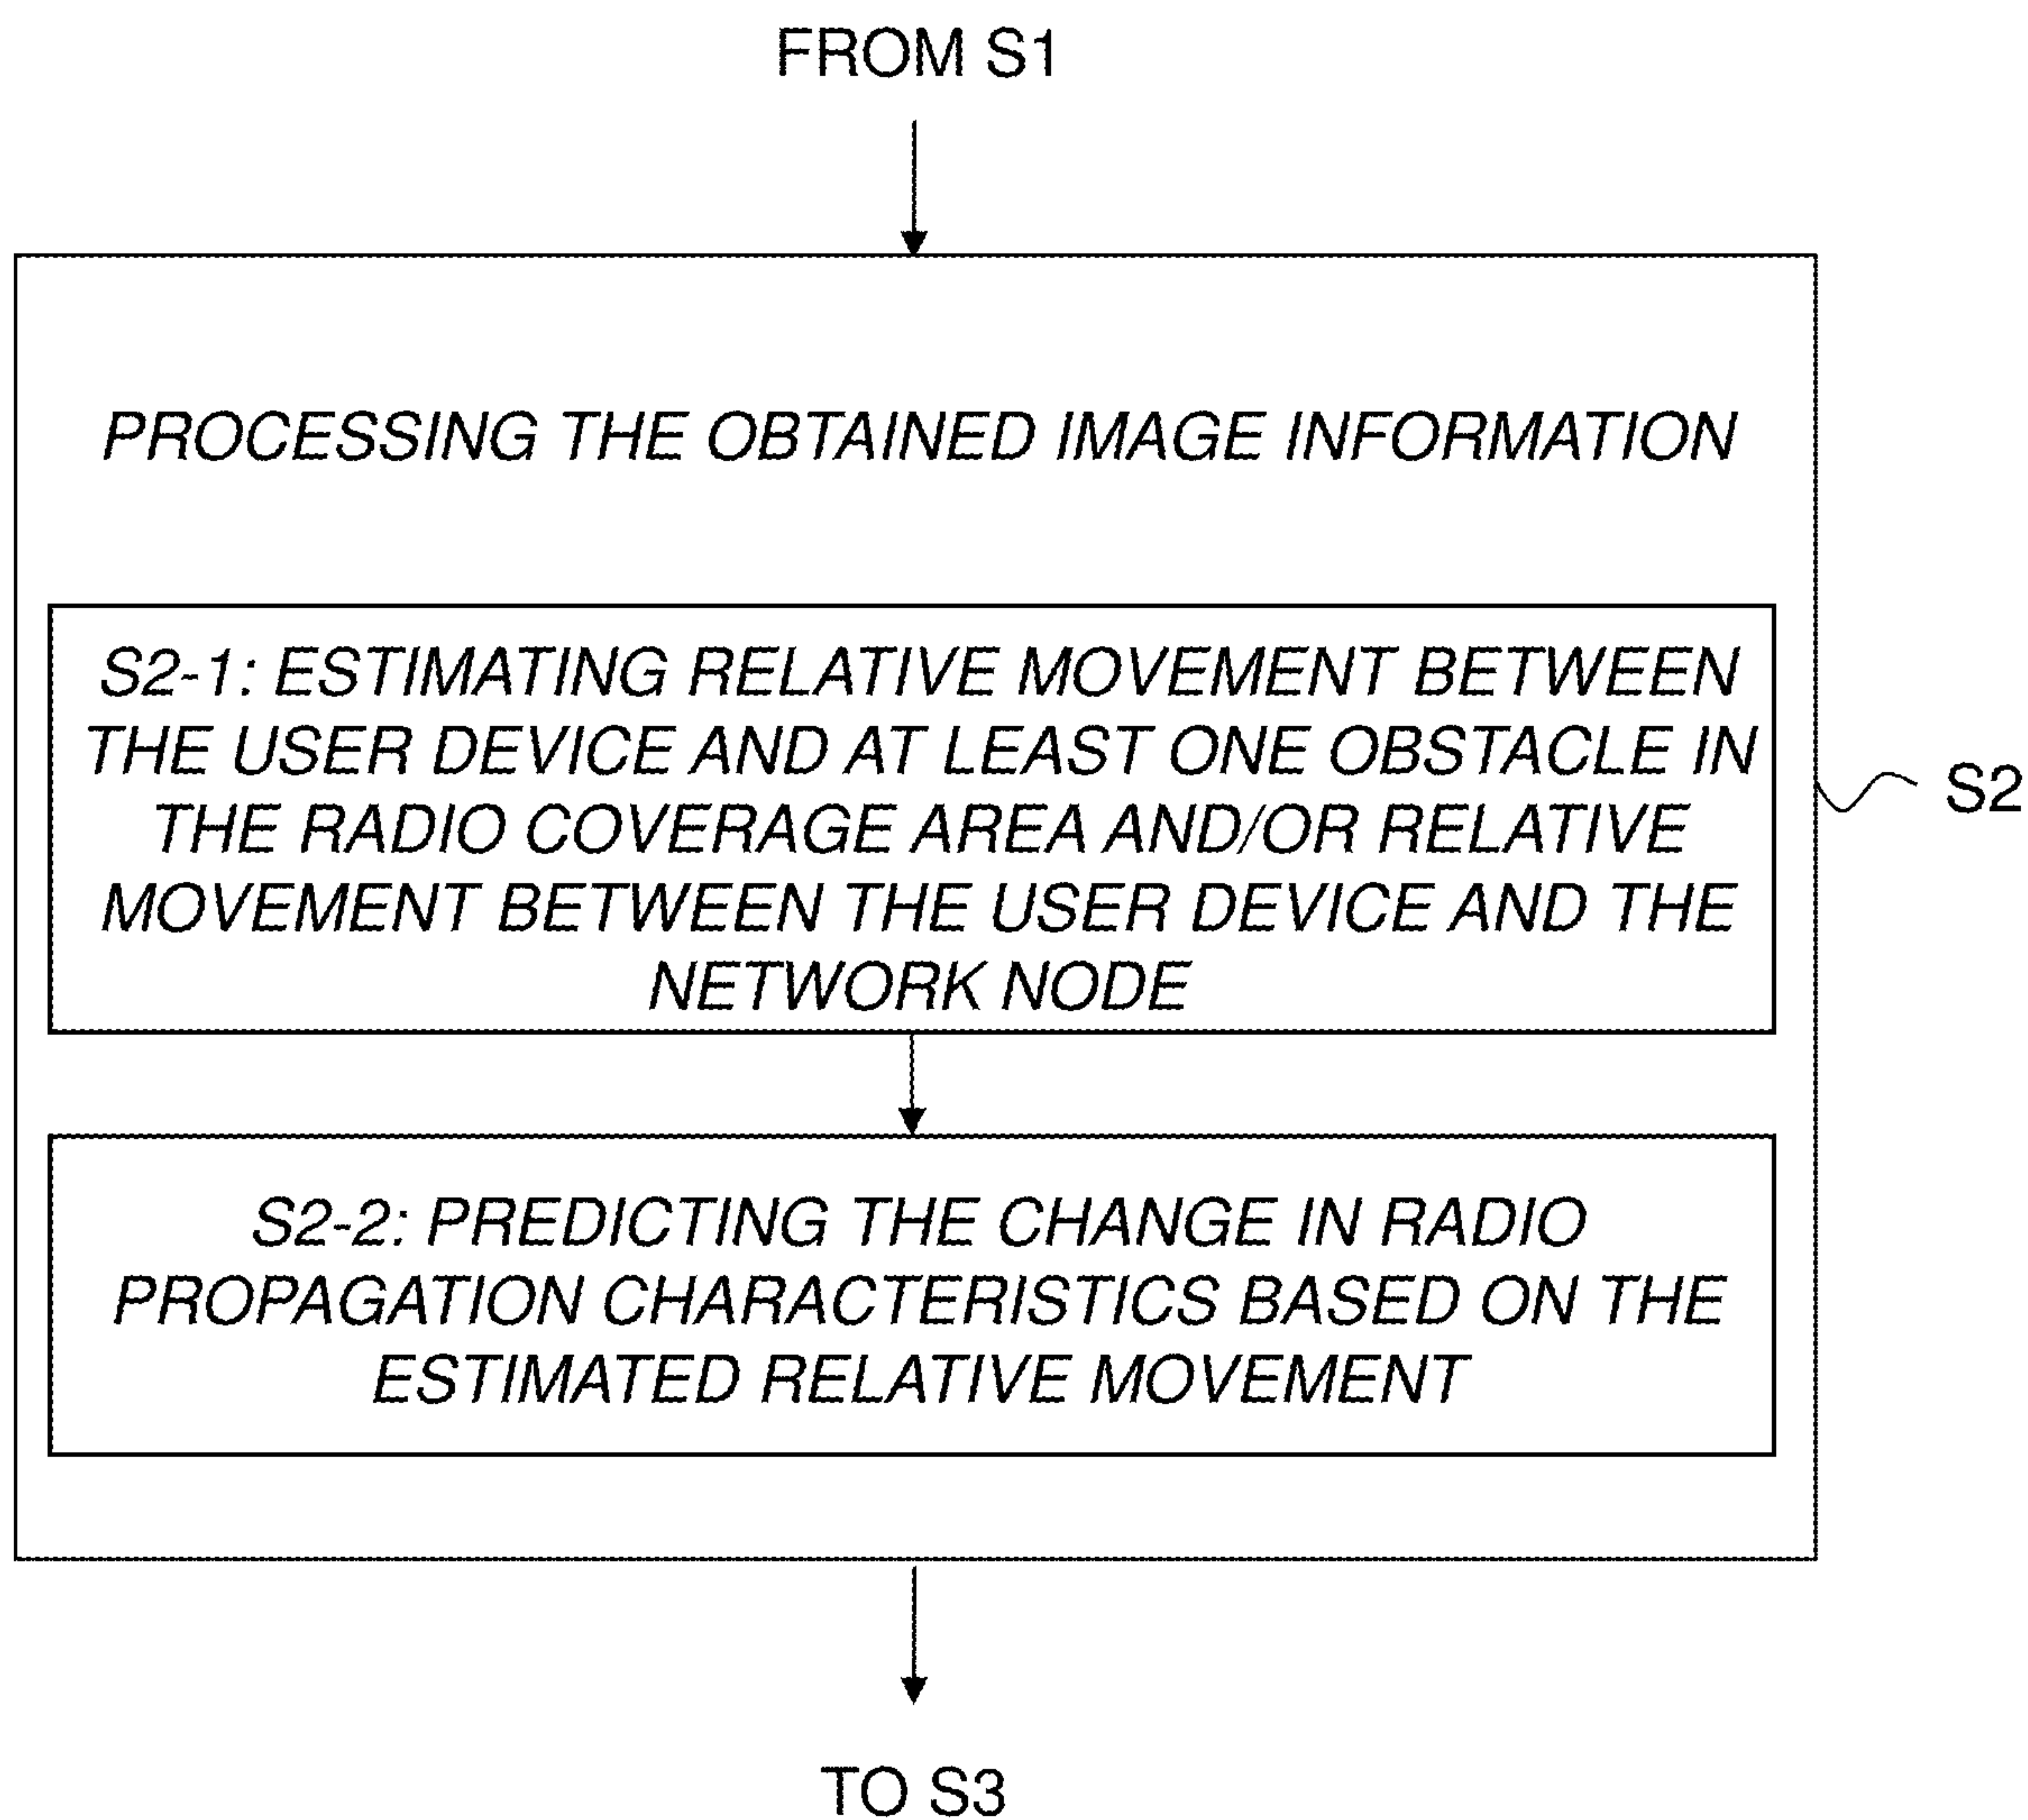 FROM S1
PROCESSING THE OBTAINED IMAGE INFORMATION
S2-1: ESTIMATING RELATIVE MOVEMENT BETWEEN
THE USER DEVICE AND AT LEAST ONE OBSTACLE IN
THE RADIO COVERAGE AREA AND/OR RELATIVE
MOVEMENT BETWEEN THE USER DEVICE AND THE
NETWORK NODE
S2
S2-2: PREDICTING THE CHANGE IN RADIO
PROPAGATION CHARACTERISTICS BASED ON THE
ESTIMATED RELATIVE MOVEMENT
TO S3